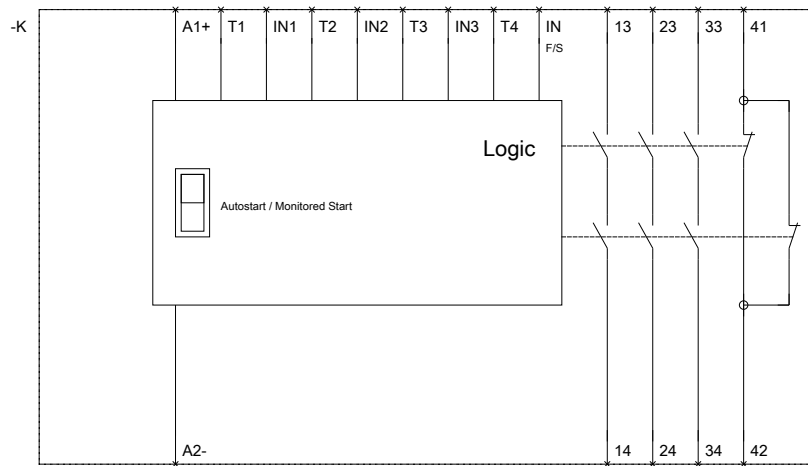 -K A1+ T1 IN1 T2 IN2 T3 IN3 T4 IN 13 23 33 41
F/S
Logic
Autostart / Monitored Start
A2- 14 24 34 42